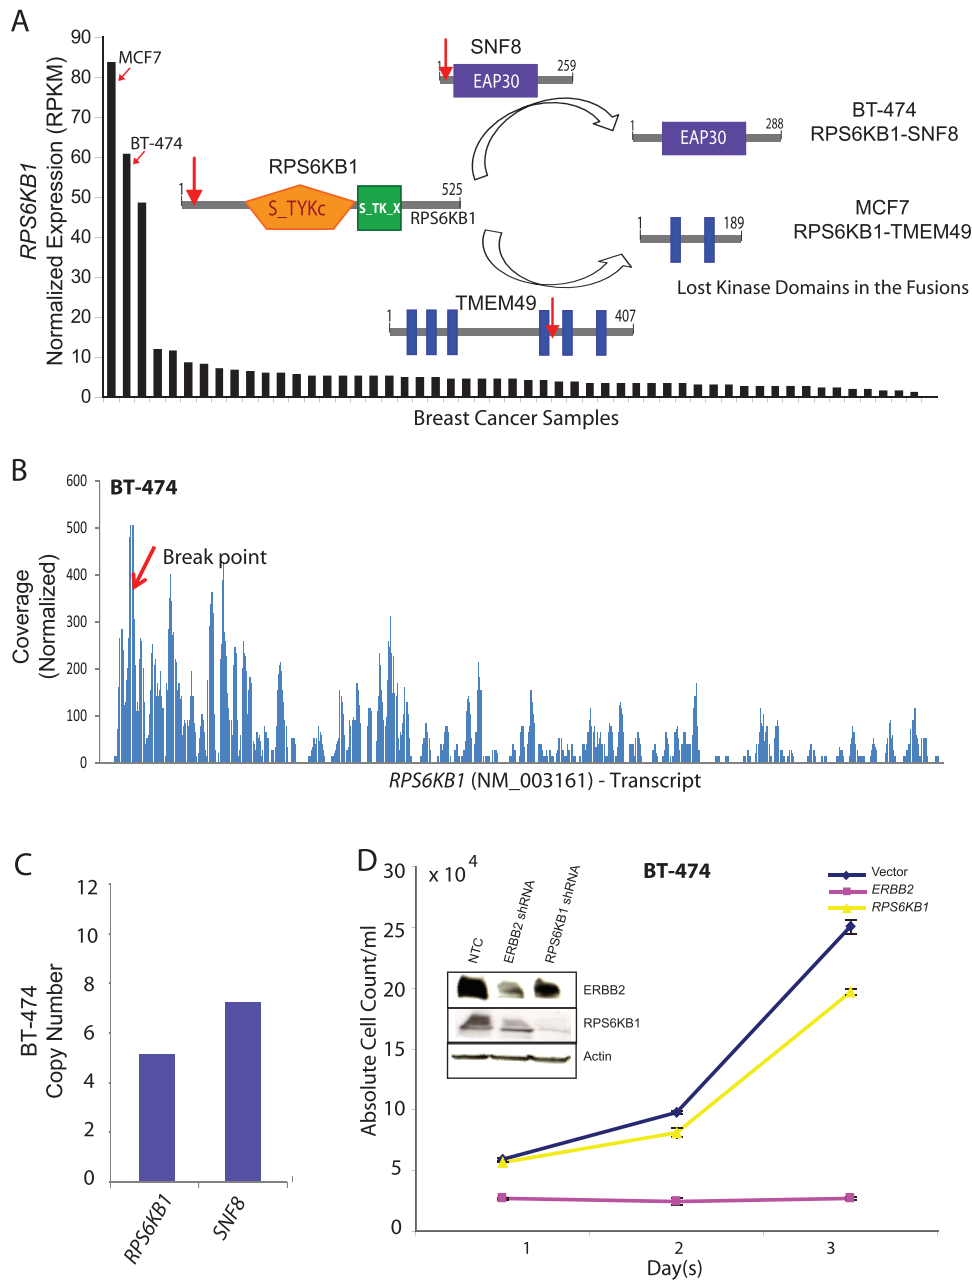 A
RPS6KB1
Normalized Expression (RPKM)
90
80
70
60
50
40
30
20
10
0
MCF7
BT-474
SNF8
1
259
EAP30
BT-474
RPS6KB1-SNF8
1
288
EAP30
RPS6KB1
1
525
S_TYKc
S_TK_X
RPS6KB1
MCF7
RPS6KB1-TMEM49
1
189
Lost Kinase Domains in the Fusions
TMEM49
1
407
Breast Cancer Samples
B
BT-474
Break point
Coverage
(Normalized)
600
500
400
300
200
100
0
RPS6KB1 (NM_003161) - Transcript
C
BT-474
Copy Number
12
10
8
6
4
2
0
RPS6KB1
SNF8
D
x 10 4
BT-474
Vector
ERBB2
RPS6KB1
Absolute Cell Count/ml
30
25
20
15
10
5
0
NTC
ERBB2 shRNA
RPS6KB1 shRNA
ERBB2
RPS6KB1
Actin
1
2
3
Day(s)